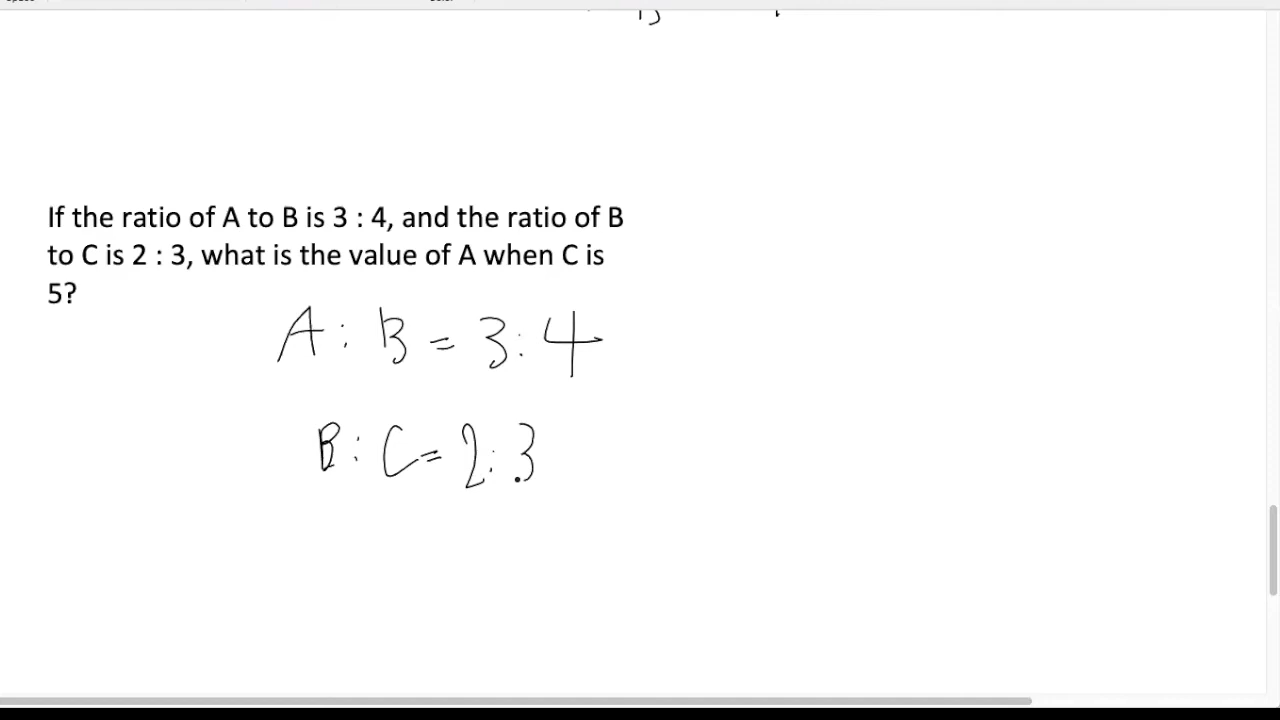 If the ratio of A to B is 3 : 4, and the ratio of B
to C is 2 : 3, what is the value of A when C is
5?
A : B = 3 : 4
B : C = 2 : 3